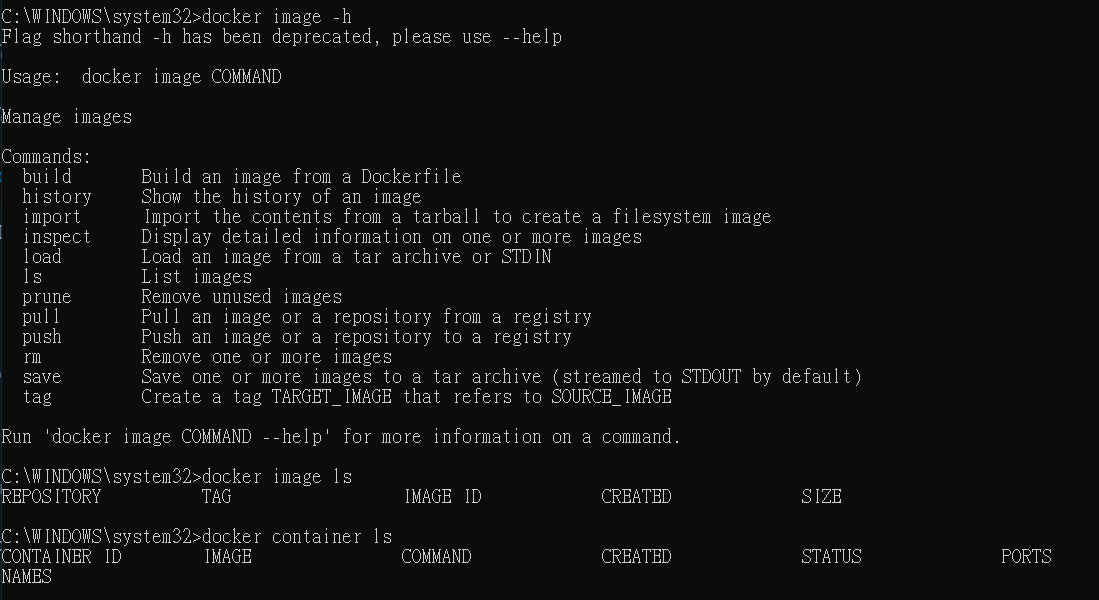 C:\WINDOWS\system32>docker image -h
Flag shorthand -h has been deprecated, please use --help
Usage:  docker image COMMAND
Manage images
Commands:
  build       Build an image from a Dockerfile
  history     Show the history of an image
  import      Import the contents from a tarball to create a filesystem image
  inspect     Display detailed information on one or more images
  load        Load an image from a tar archive or STDIN
  ls          List images
  prune       Remove unused images
  pull        Pull an image or a repository from a registry
  push        Push an image or a repository to a registry
  rm          Remove one or more images
  save        Save one or more images to a tar archive (streamed to STDOUT by default)
  tag         Create a tag TARGET_IMAGE that refers to SOURCE_IMAGE
Run 'docker image COMMAND --help' for more information on a command.
C:\WINDOWS\system32>docker image ls
REPOSITORY          TAG                 IMAGE ID            CREATED             SIZE
C:\WINDOWS\system32>docker container ls
CONTAINER ID        IMAGE               COMMAND             CREATED             STATUS              PORTS
NAMES